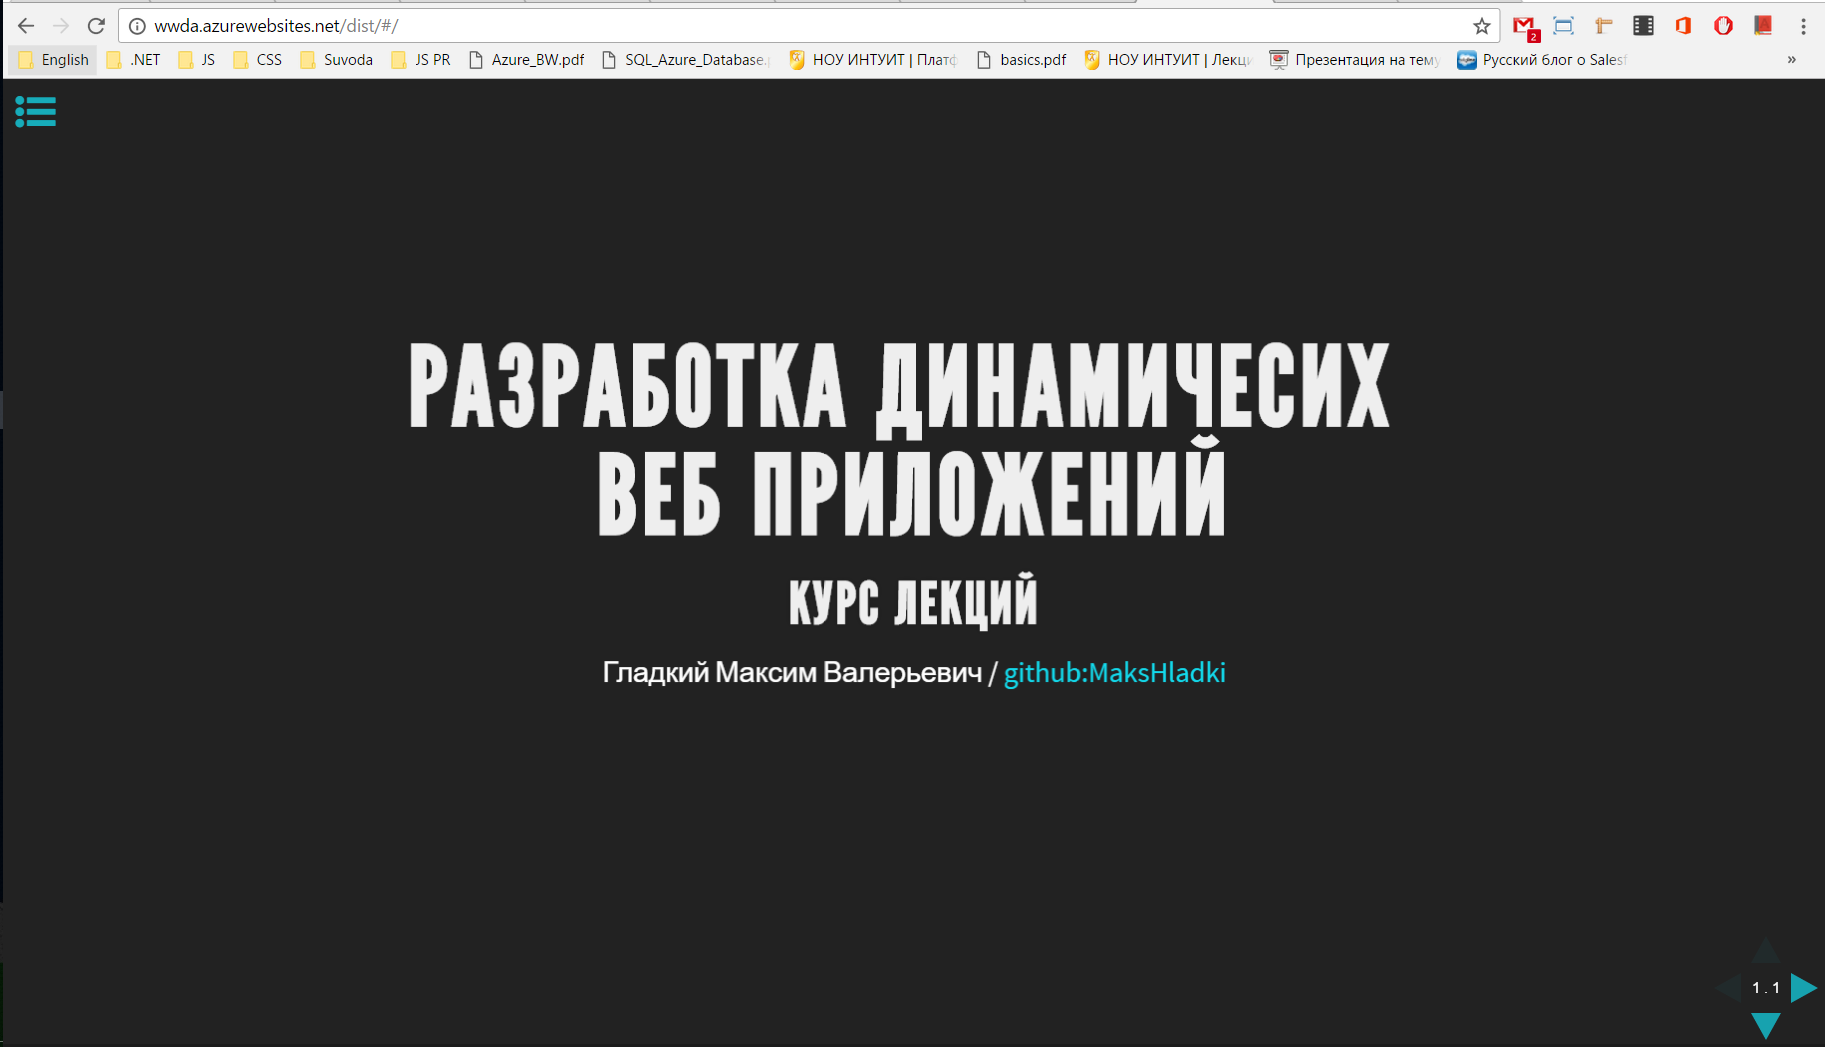 wwda.azurewebsites.net/dist/#/
2
English .NET JS CSS Suvoda JS PR Azure_BW.pdf SQL_Azure_Database. НОУ ИНТУИТ | Платф basics.pdf НОУ ИНТУИТ | Лекци Презентация на тему Русский блог о Salesf »
РАЗРАБОТКА ДИНАМИЧЕСИХ
ВЕБ ПРИЛОЖЕНИЙ
КУРС ЛЕКЦИЙ
Гладкий Максим Валерьевич / github:MaksHladki
1.1